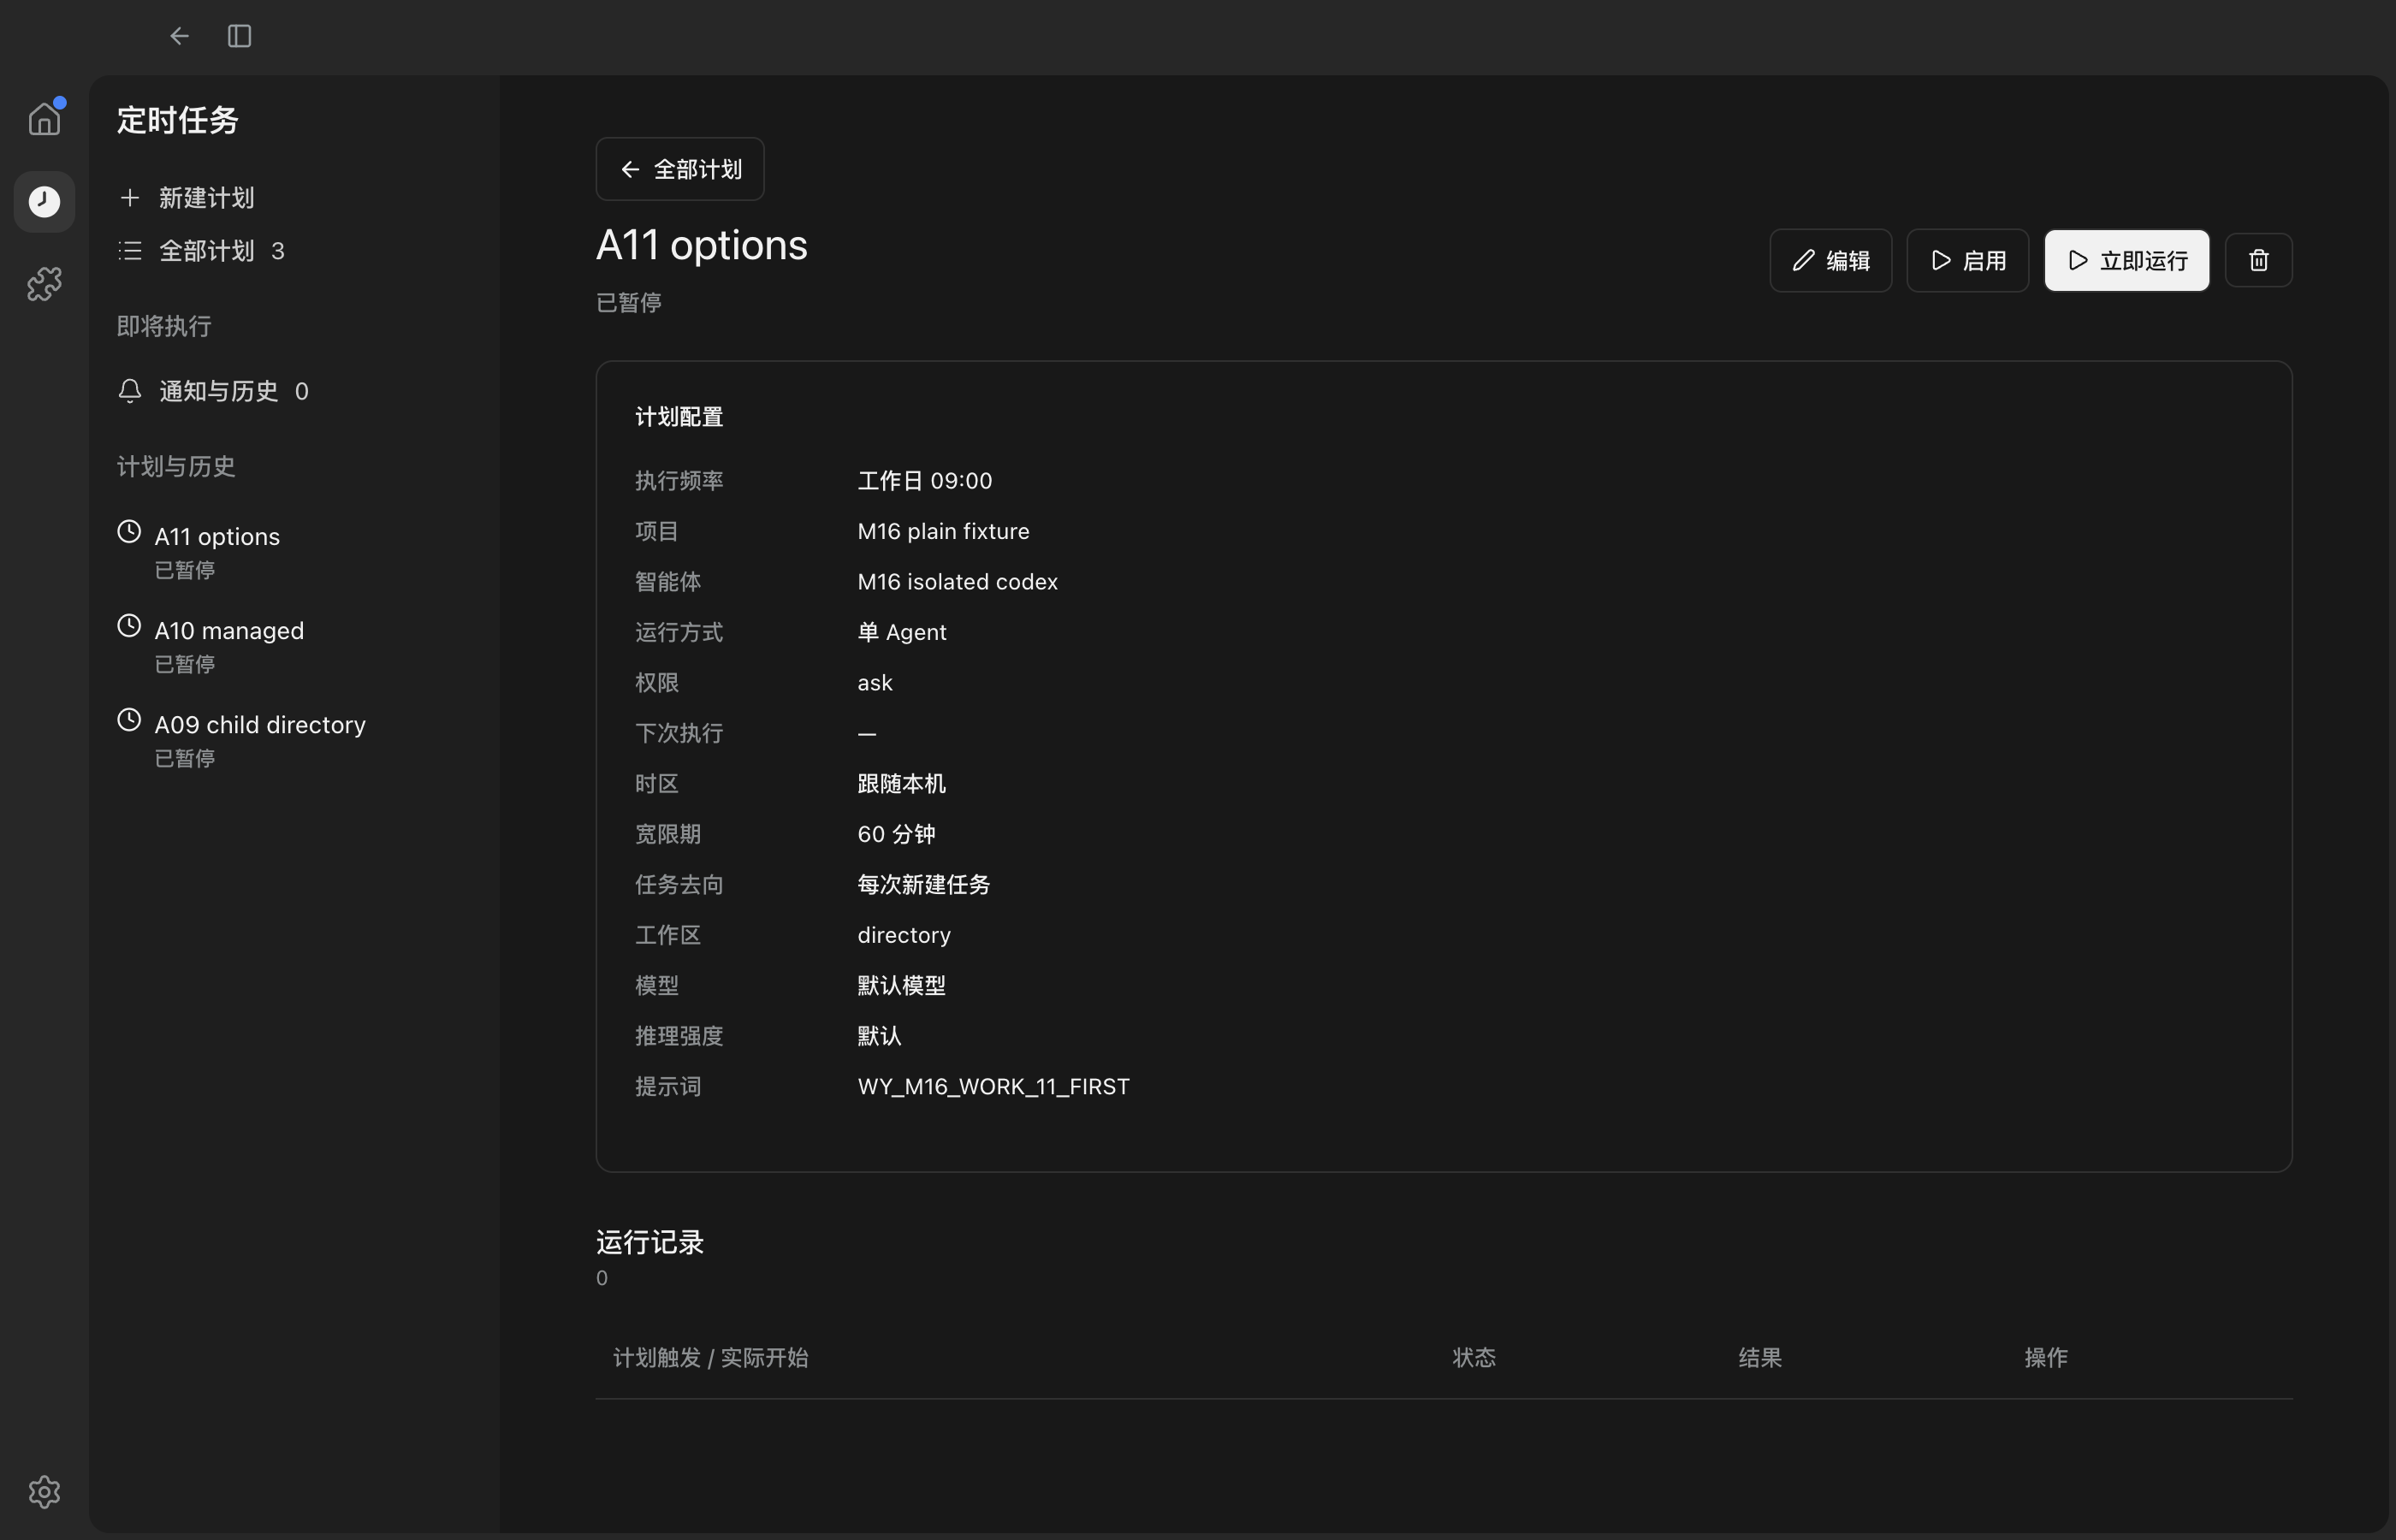 定时任务
新建计划
全部计划 3
即将执行
通知与历史 0
计划与历史
A11 options
已暂停
A10 managed
已暂停
A09 child directory
已暂停
全部计划
A11 options
已暂停
编辑
启用
立即运行
计划配置
执行频率 工作日 09:00
项目 M16 plain fixture
智能体 M16 isolated codex
运行方式 单 Agent
权限 ask
下次执行 —
时区 跟随本机
宽限期 60 分钟
任务去向 每次新建任务
工作区 directory
模型 默认模型
推理强度 默认
提示词 WY_M16_WORK_11_FIRST
运行记录
0
计划触发 / 实际开始 状态 结果 操作